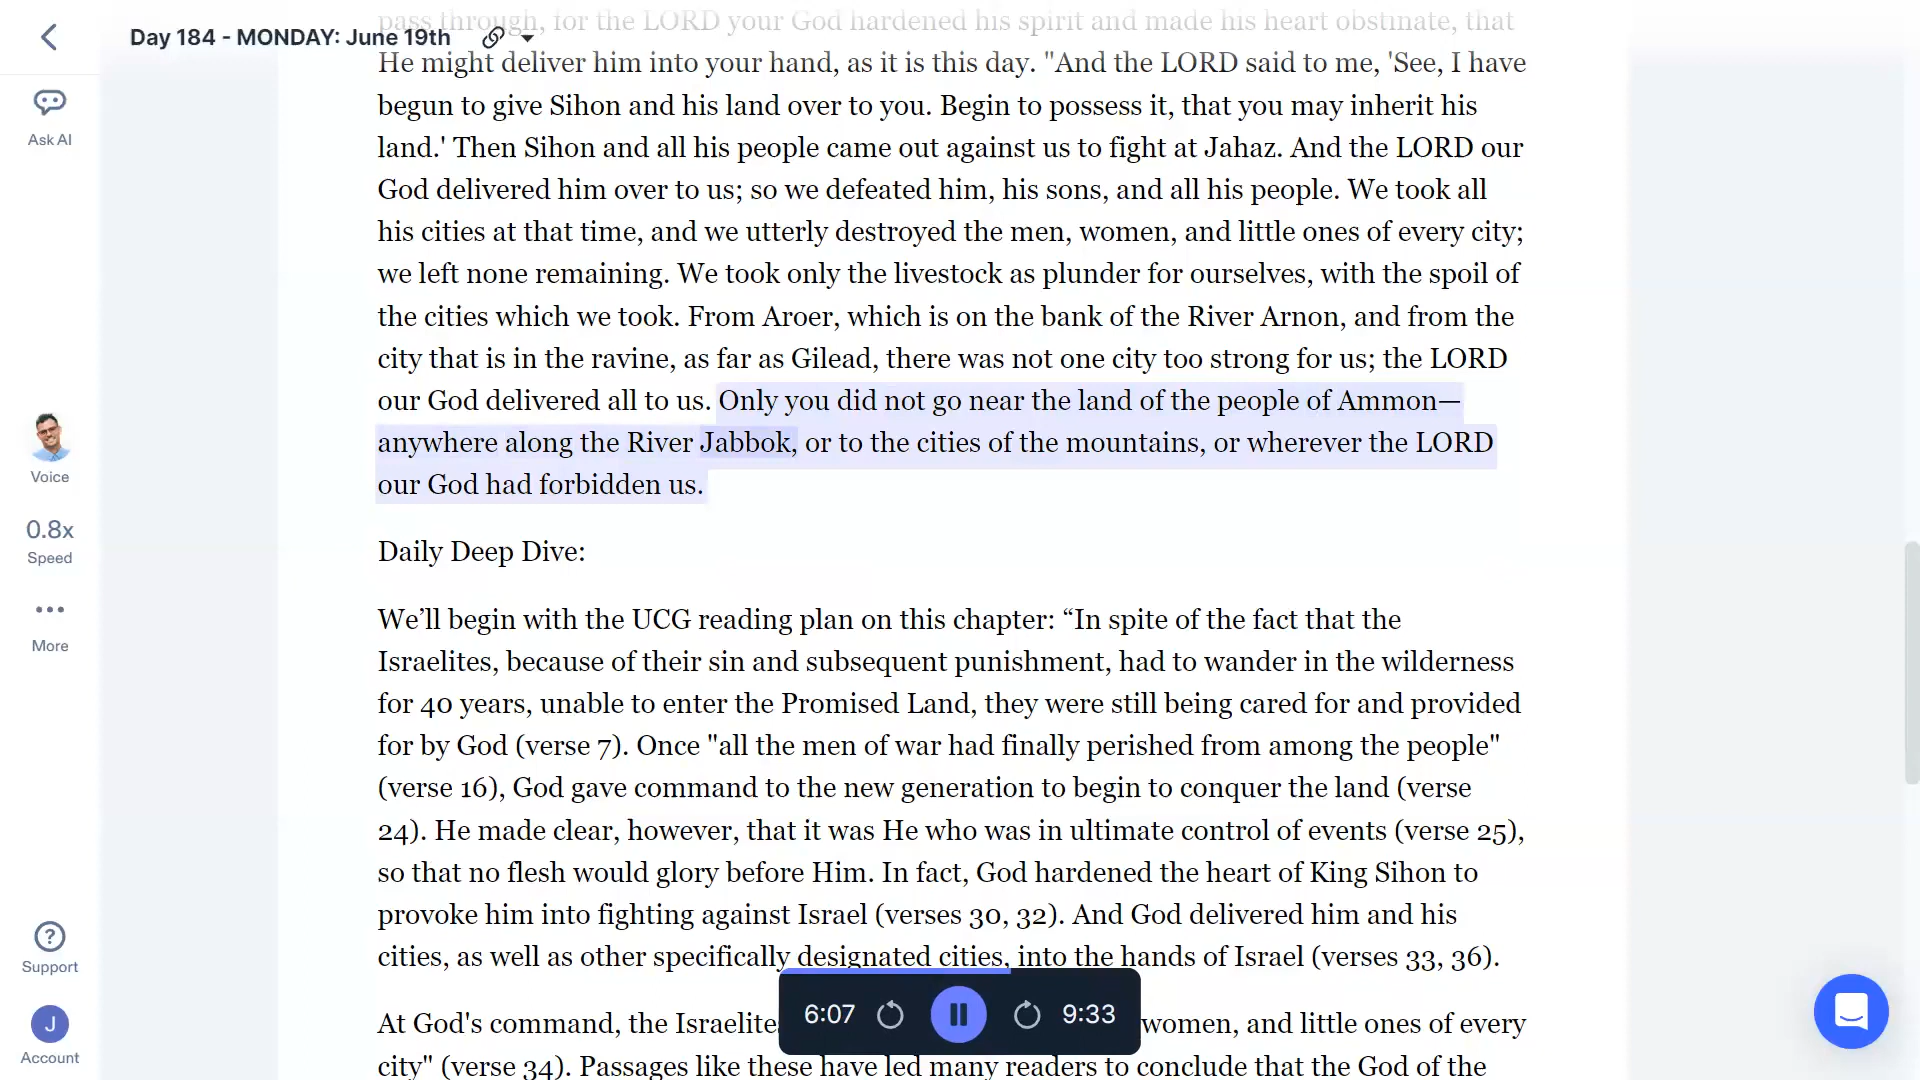 Day 184 - MONDAY: June 19th
pass through, for the LORD your God hardened his spirit and made his heart obstinate, that
He might deliver him into your hand, as it is this day. "And the LORD said to me, 'See, I have
begun to give Sihon and his land over to you. Begin to possess it, that you may inherit his
land.' Then Sihon and all his people came out against us to fight at Jahaz. And the LORD our
God delivered him over to us; so we defeated him, his sons, and all his people. We took all
his cities at that time, and we utterly destroyed the men, women, and little ones of every city;
we left none remaining. We took only the livestock as plunder for ourselves, with the spoil of
the cities which we took. From Aroer, which is on the bank of the River Arnon, and from the
city that is in the ravine, as far as Gilead, there was not one city too strong for us; the LORD
our God delivered all to us. Only you did not go near the land of the people of Ammon—
anywhere along the River Jabbok, or to the cities of the mountains, or wherever the LORD
our God had forbidden us.
Daily Deep Dive:
We’ll begin with the UCG reading plan on this chapter: “In spite of the fact that the
Israelites, because of their sin and subsequent punishment, had to wander in the wilderness
for 40 years, unable to enter the Promised Land, they were still being cared for and provided
for by God (verse 7). Once "all the men of war had finally perished from among the people"
(verse 16), God gave command to the new generation to begin to conquer the land (verse
24). He made clear, however, that it was He who was in ultimate control of events (verse 25),
so that no flesh would glory before Him. In fact, God hardened the heart of King Sihon to
provoke him into fighting against Israel (verses 30, 32). And God delivered him and his
cities, as well as other specifically designated cities, into the hands of Israel (verses 33, 36).
At God's command, the Israelites women, and little ones of every
city" (verse 34). Passages like these have led many readers to conclude that the God of the
Ask AI
Voice
0.8x
Speed
More
Support
J
Account
6:07
9:33